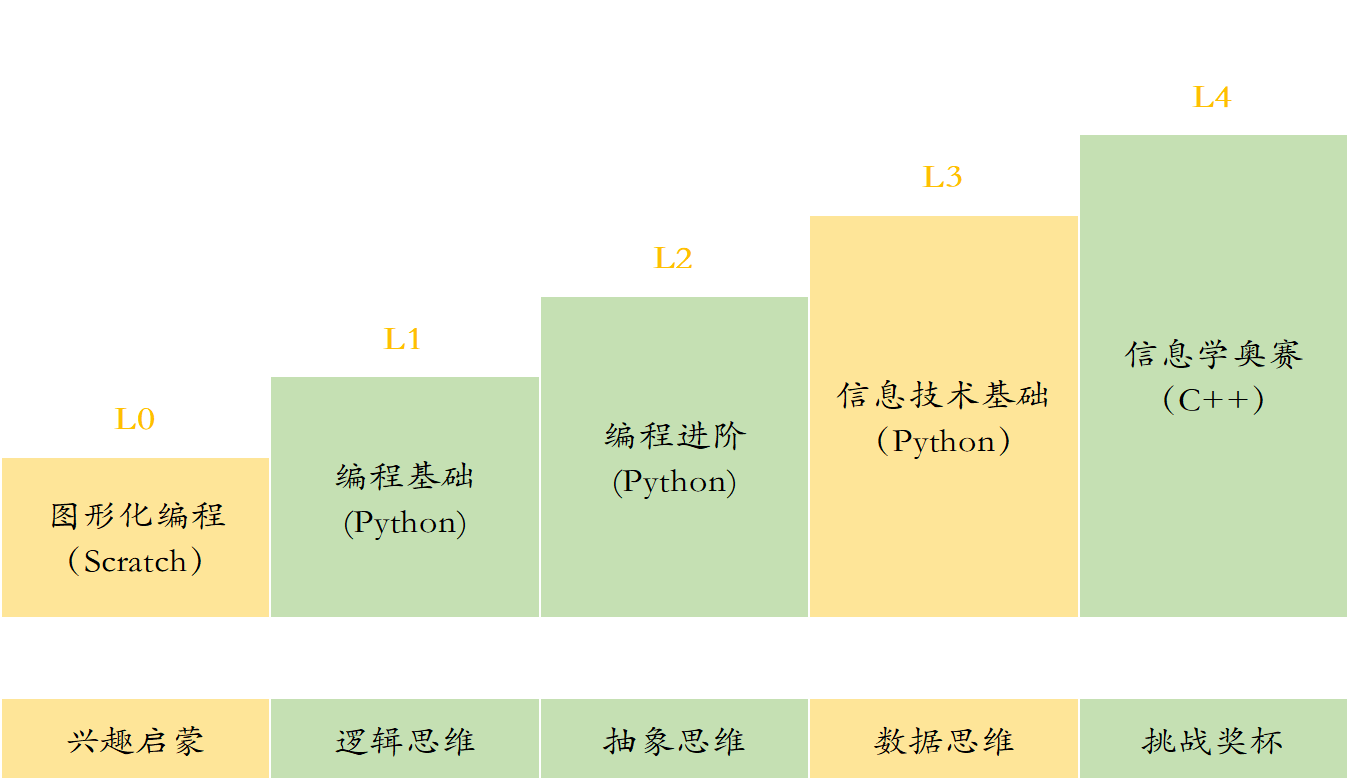 L4
L3
L2
L1
L0
图形化编程
（Scratch）
编程基础
(Python)
编程进阶
(Python)
信息技术基础
（Python）
信息学奥赛
（C++）
兴趣启蒙
逻辑思维
抽象思维
数据思维
挑战奖杯